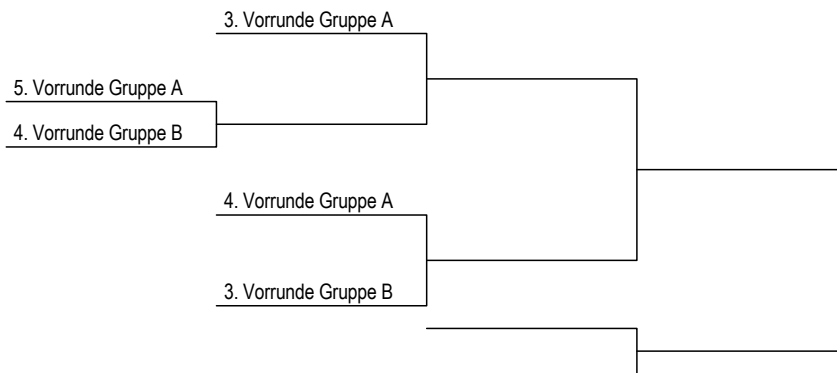 3. Vorrunde Gruppe A
5. Vorrunde Gruppe A
4. Vorrunde Gruppe B
4. Vorrunde Gruppe A
3. Vorrunde Gruppe B